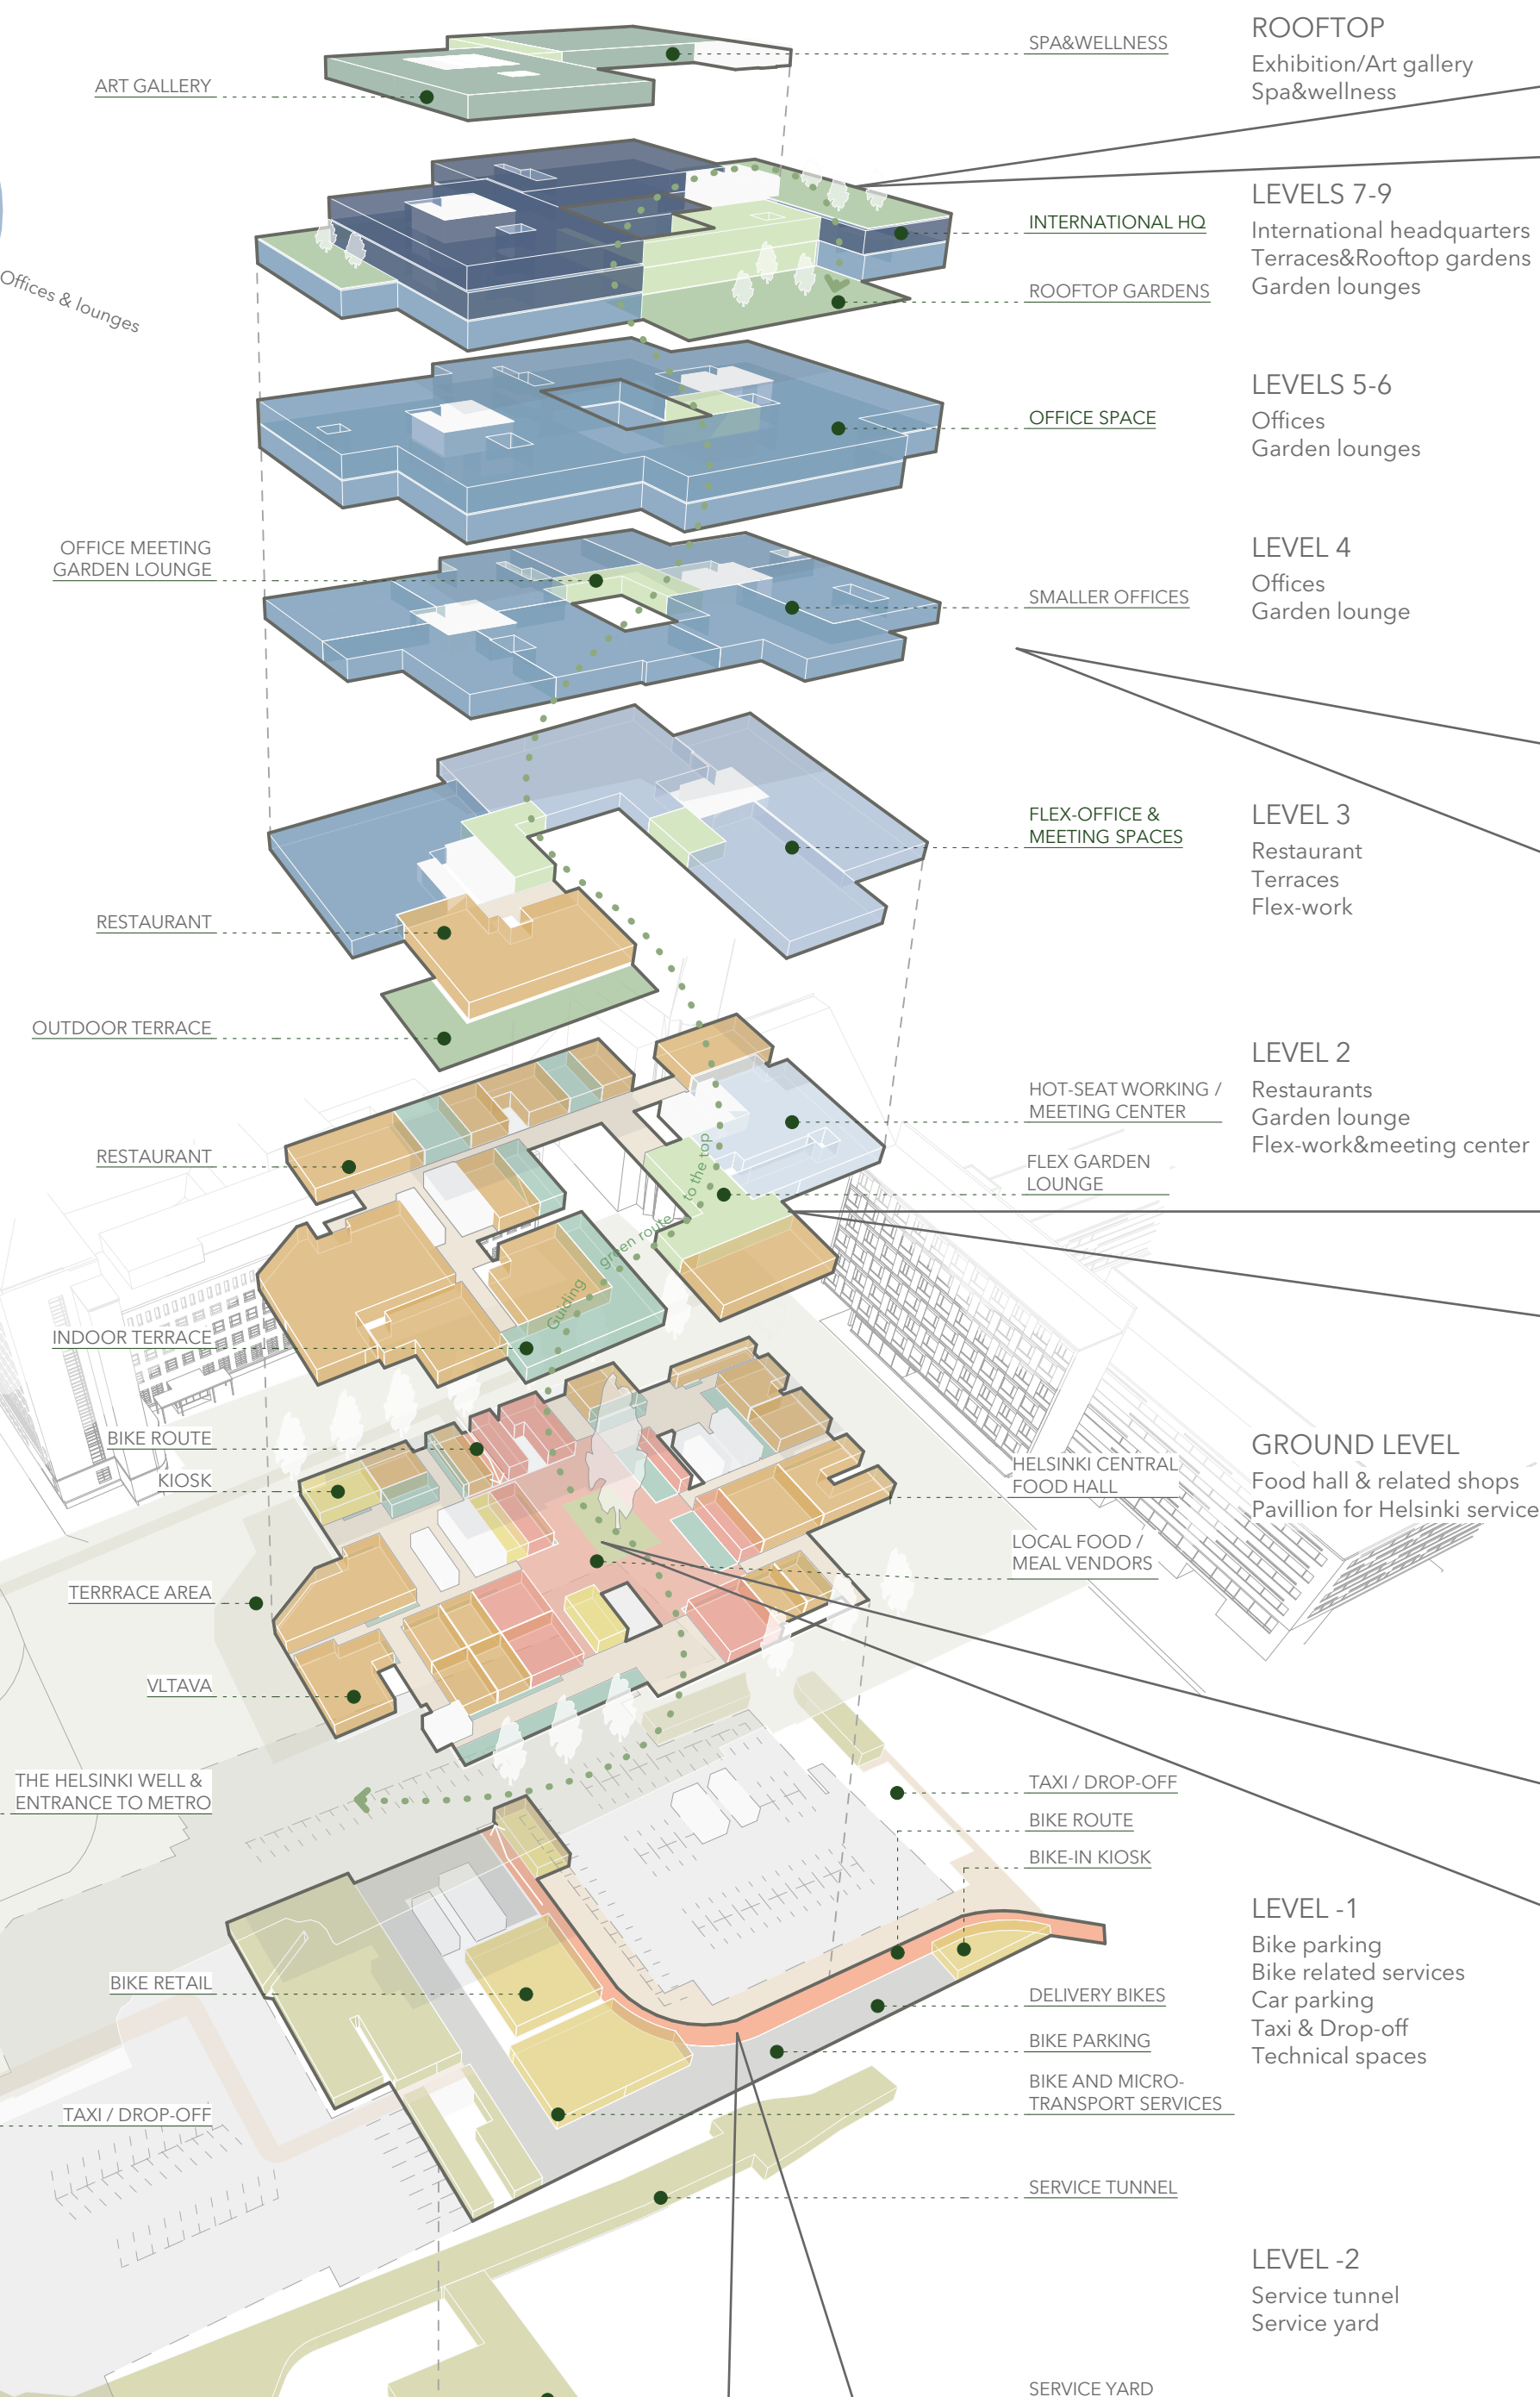 ROOFTOP
Exhibition/Art gallery
Spa&wellness
SPA&WELLNESS
ART GALLERY
LEVELS 7-9
International headquarters
Terraces&Rooftop gardens
Garden lounges
INTERNATIONAL HQ
ROOFTOP GARDENS
Offices & lounges
LEVELS 5-6
Offices
Garden lounges
OFFICE SPACE
LEVEL 4
Offices
Garden lounge
OFFICE MEETING
GARDEN LOUNGE
SMALLER OFFICES
LEVEL 3
Restaurant
Terraces
Flex-work
FLEX-OFFICE &
MEETING SPACES
RESTAURANT
OUTDOOR TERRACE
LEVEL 2
Restaurants
Garden lounge
Flex-work&meeting center
HOT-SEAT WORKING /
MEETING CENTER
FLEX GARDEN
LOUNGE
RESTAURANT
Guiding green route to the top
INDOOR TERRACE
BIKE ROUTE
KIOSK
TERRRACE AREA
VLTAVA
GROUND LEVEL
Food hall & related shops
Pavillion for Helsinki service
HELSINKI CENTRAL
FOOD HALL
LOCAL FOOD /
MEAL VENDORS
THE HELSINKI WELL &
ENTRANCE TO METRO
TAXI / DROP-OFF
BIKE ROUTE
BIKE-IN KIOSK
LEVEL -1
Bike parking
Bike related services
Car parking
Taxi & Drop-off
Technical spaces
BIKE RETAIL
DELIVERY BIKES
BIKE PARKING
BIKE AND MICRO-
TRANSPORT SERVICES
TAXI / DROP-OFF
SERVICE TUNNEL
LEVEL -2
Service tunnel
Service yard
SERVICE YARD